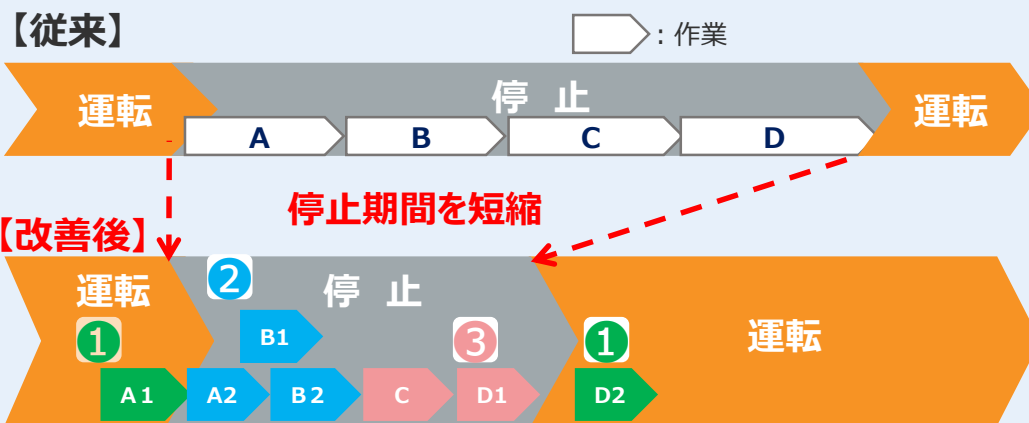 【従来】
：作業
運転
停 止
運転
A
B
C
D
停止期間を短縮
【改善後】
運転
②
停 止
①
B1
③
①
運転
A1
A2
B2
C
D1
D2